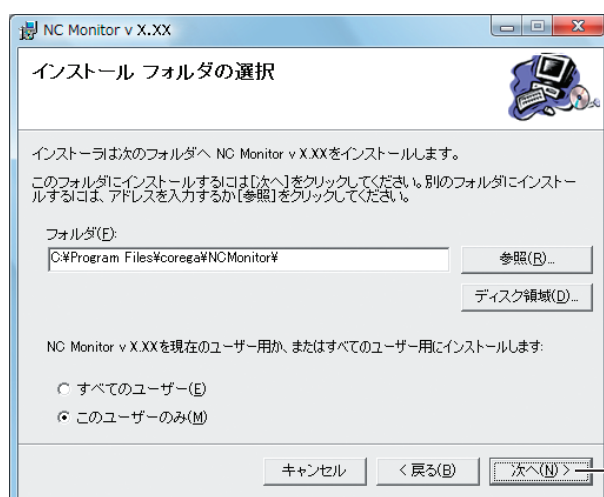 NC Monitor v X.XX
インストール フォルダの選択
インストーラは次のフォルダへ NC Monitor v X.XXをインストールします。
このフォルダにインストールするには[次へ]をクリックしてください。別のフォルダにインストー
ルするには、アドレスを入力するか[参照]をクリックしてください。
フォルダ(F):
C:¥Program Files¥corega¥NCMonitor¥
参照(R)...
ディスク領域(D)...
NC Monitor v X.XXを現在のユーザー用か、またはすべてのユーザー用にインストールします:
すべてのユーザー(E)
このユーザーのみ(M)
キャンセル
< 戻る(B)
次へ(N) >